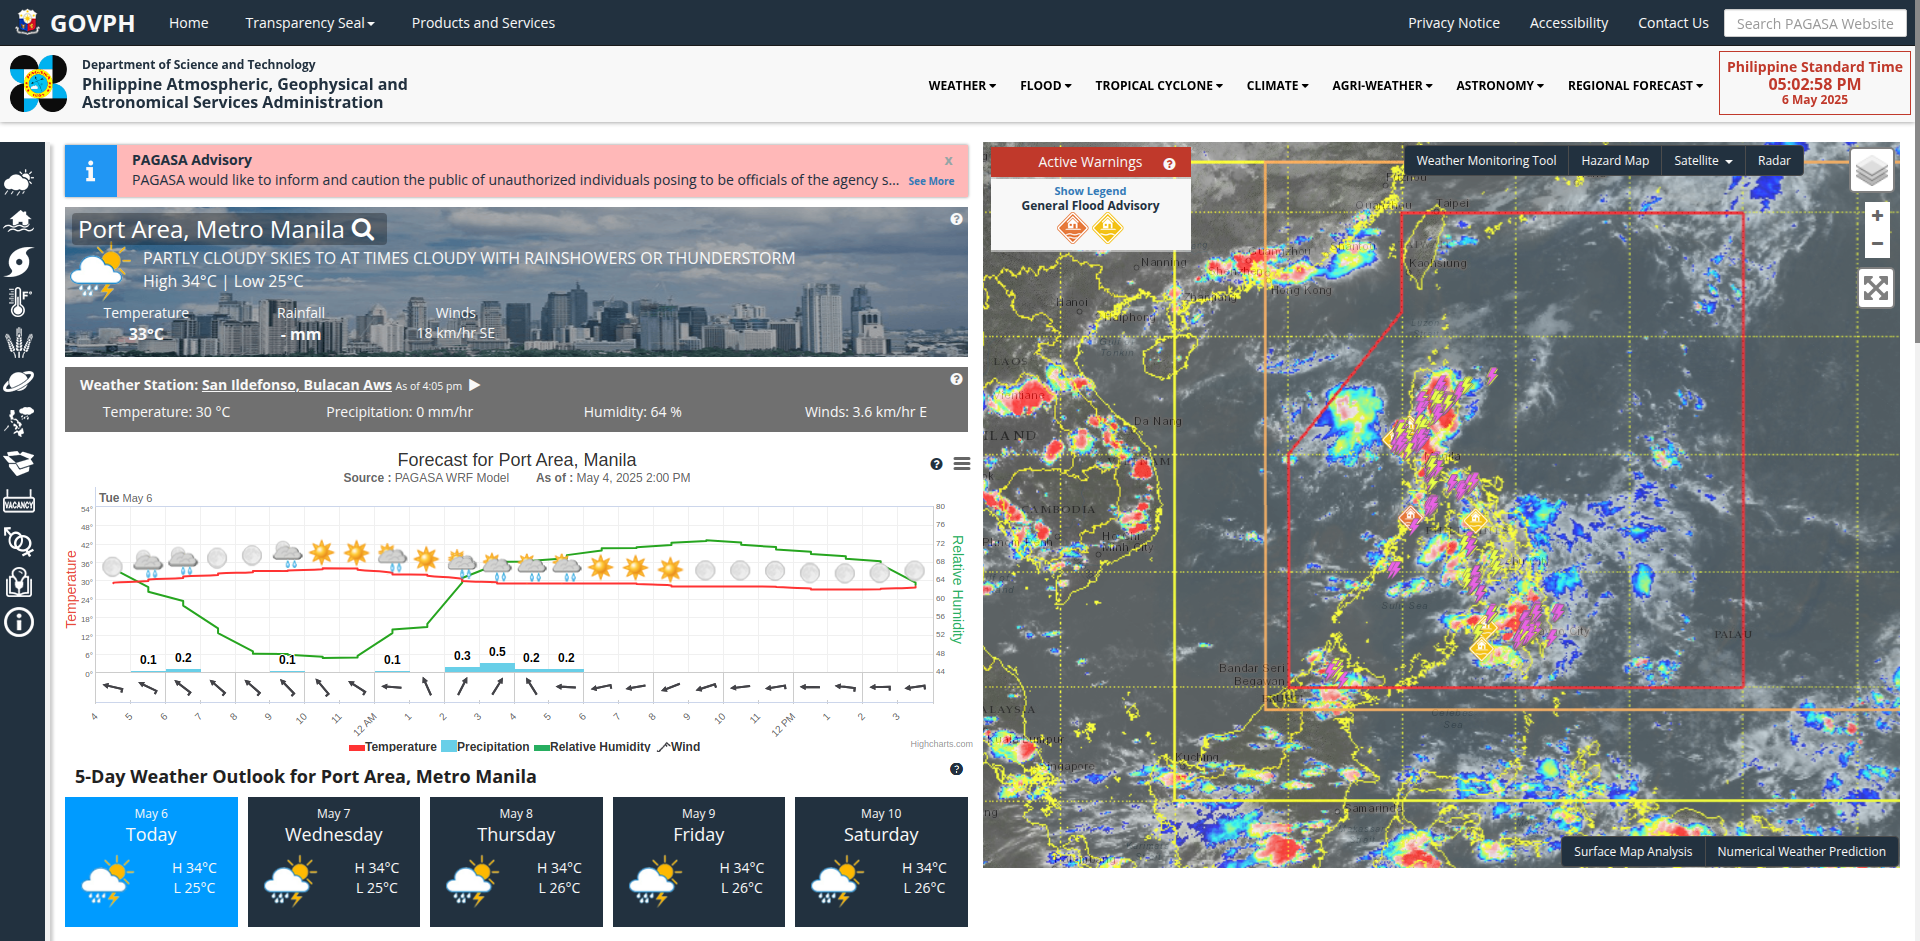 GOVPH
Home
Transparency Seal
Products and Services
Privacy Notice
Accessibility
Contact Us
Search PAGASA Website
Department of Science and Technology
Philippine Atmospheric, Geophysical and
Astronomical Services Administration
WEATHER
FLOOD
TROPICAL CYCLONE
CLIMATE
AGRI-WEATHER
ASTRONOMY
REGIONAL FORECAST
Philippine Standard Time
05:02:58 PM
6 May 2025
PAGASA Advisory
x
PAGASA would like to inform and caution the public of unauthorized individuals posing to be officials of the agency s... See More
Port Area, Metro Manila
PARTLY CLOUDY SKIES TO AT TIMES CLOUDY WITH RAINSHOWERS OR THUNDERSTORM
High 34°C | Low 25°C
Temperature
33°C
Rainfall
- mm
Winds
18 km/hr SE
Weather Station: San Ildefonso, Bulacan Aws As of 4:05 pm
Temperature: 30 °C
Precipitation: 0 mm/hr
Humidity: 64 %
Winds: 3.6 km/hr E
Forecast for Port Area, Manila
Source : PAGASA WRF Model As of : May 4, 2025 2:00 PM
Tue May 6
Temperature
54°
48°
42°
36°
30°
24°
18°
12°
6°
0°
80
76
72
68
64
60
56
52
48
44
Relative Humidity
0.1
0.2
0.1
0.1
0.3
0.5
0.2
0.2
4
5
6
7
8
9
10
11
12 AM
1
2
3
4
5
6
7
8
9
10
11
12 PM
1
2
3
Temperature
Precipitation
Relative Humidity
Wind
Highcharts.com
5-Day Weather Outlook for Port Area, Metro Manila
May 6
Today
H 34°C
L 25°C
May 7
Wednesday
H 34°C
L 25°C
May 8
Thursday
H 34°C
L 26°C
May 9
Friday
H 34°C
L 26°C
May 10
Saturday
H 34°C
L 26°C
VACANCY
Active Warnings
Show Legend
General Flood Advisory
Weather Monitoring Tool
Hazard Map
Satellite
Radar
+
−
Taipei
Kaohsiung
Nanning
Hong Kong
Hanoi
Da Nang
CAMBODIA
PALAU
Bandar Seri
Begawan
Kuching
Surface Map Analysis
Numerical Weather Prediction